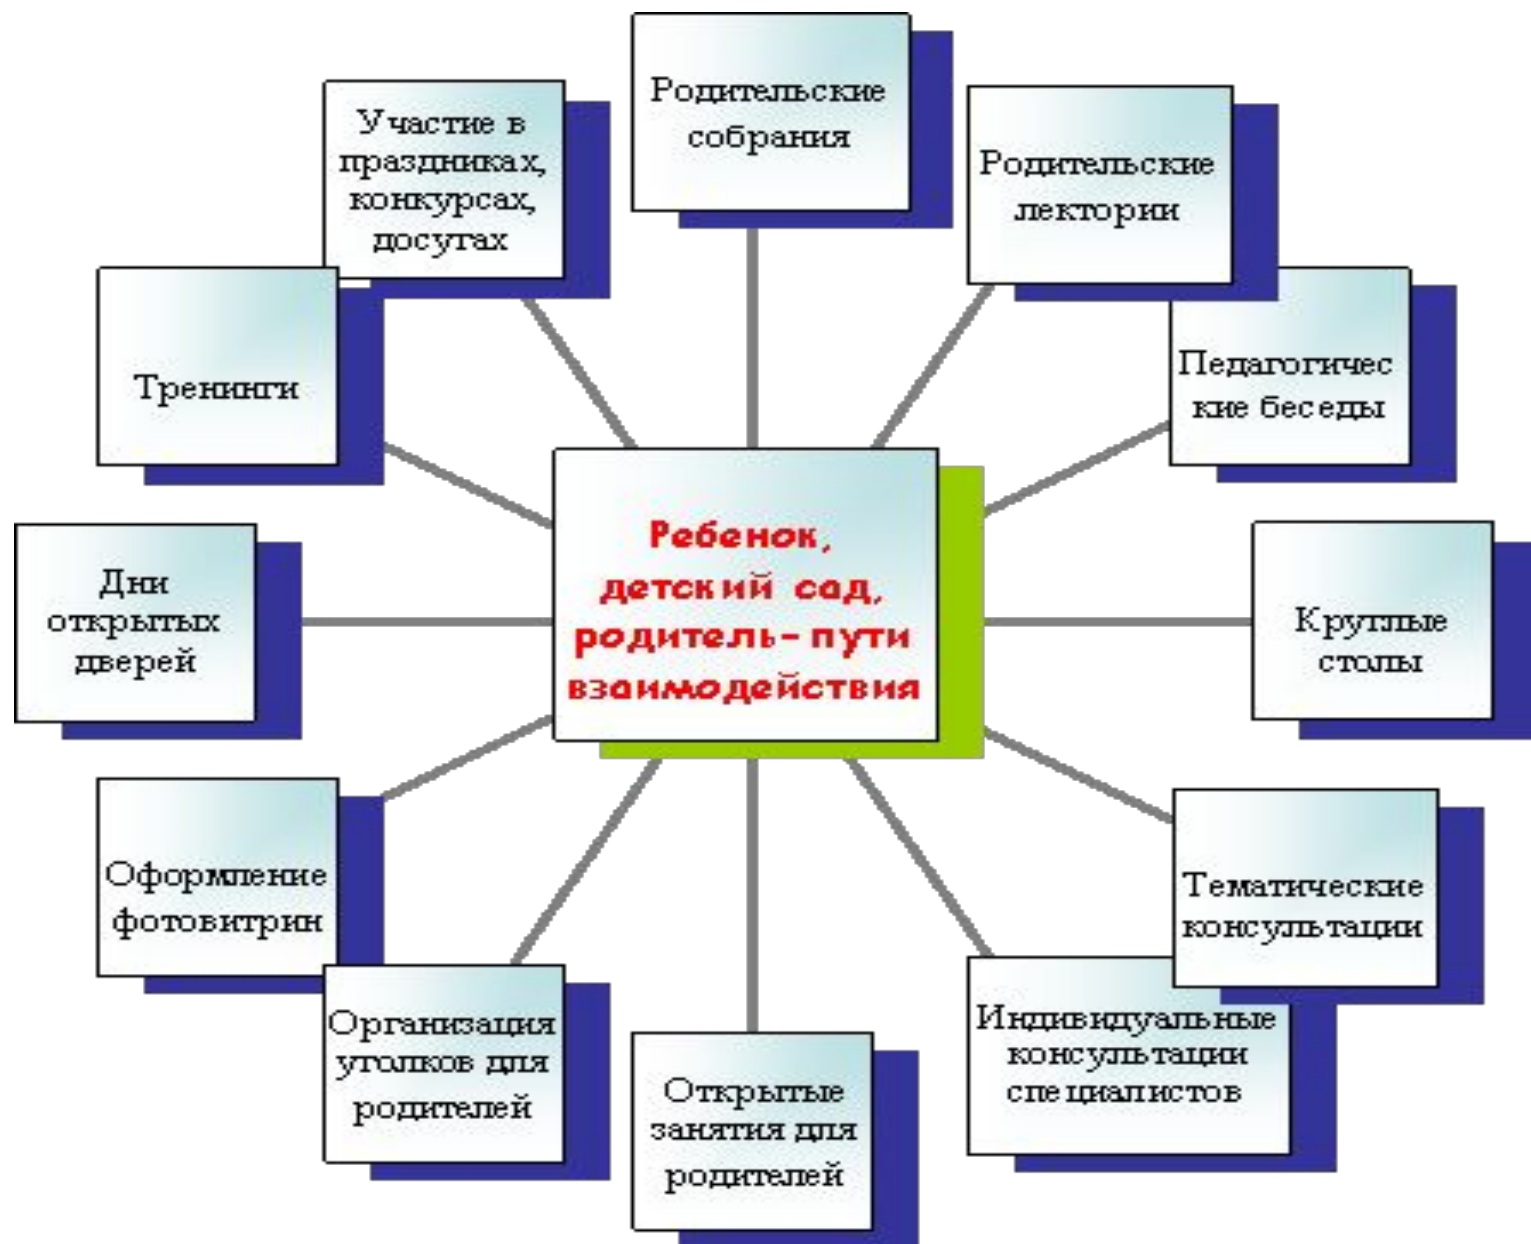 Родительские
собрания
Участие в
праздниках,
конкурсах,
досугах
Родительские
лектории
Тренинги
Педагогичес
кие беседы
Ребенок,
детский сад,
родитель-пути
взаимодействия
Дни
открытых
дверей
Круглые
столы
Оформление
фотовитрин
Тематические
консультации
Организация
уголков для
родителей
Открытые
занятия для
родителей
Индивидуальные
консультации
специалистов